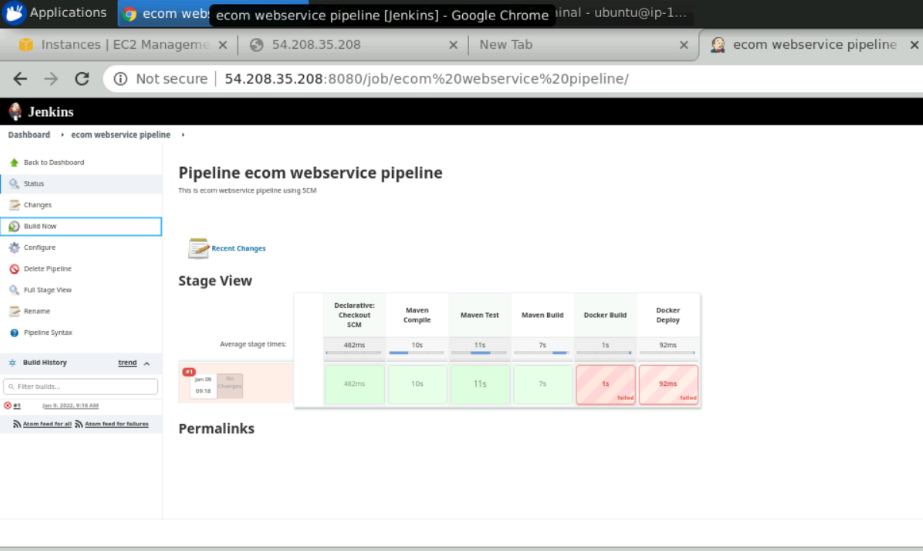 Applications
ecom webs
ecom webservice pipeline [Jenkins] - Google Chrome
inal - ubuntu@ip-1...
Instances | EC2 Manageme
54.208.35.208
New Tab
ecom webservice pipeline
Not secure
54.208.35.208:8080/job/ecom%20webservice%20pipeline/
Jenkins
Dashboard
ecom webservice pipeline
Back to Dashboard
Status
Changes
Build Now
Configure
Delete Pipeline
Full Stage View
Rename
Pipeline Syntax
Build History
trend
Filter builds...
#1
Jan 9, 2022, 9:18 AM
Atom feed for all
Atom feed for failures
Pipeline ecom webservice pipeline
This is ecom webservice pipeline using SCM
Recent Changes
Stage View
Declarative:
Checkout
SCM
Maven
Compile
Maven Test
Maven Build
Docker Build
Docker
Deploy
Average stage times:
462ms
10s
11s
7s
1s
92ms
#1
Jan 09
09:18
No
Changes
462ms
10s
11s
7s
1s
failed
92ms
failed
Permalinks